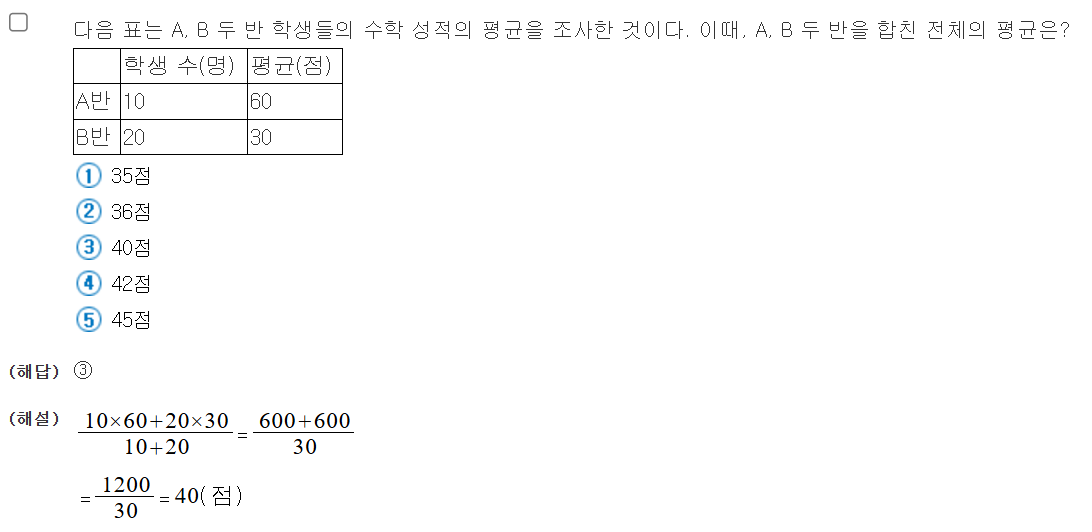 다음 표는 A, B 두 반 학생들의 수학 성적의 평균을 조사한 것이다. 이때, A, B 두 반을 합친 전체의 평균은?
학생 수(명) 평균(점)
A반 10 60
B반 20 30
① 35점
② 36점
③ 40점
④ 42점
⑤ 45점
(해답) ③
(해설) 10×60+20×30 / 10+20 = 600+600 / 30
= 1200 / 30 = 40(점)